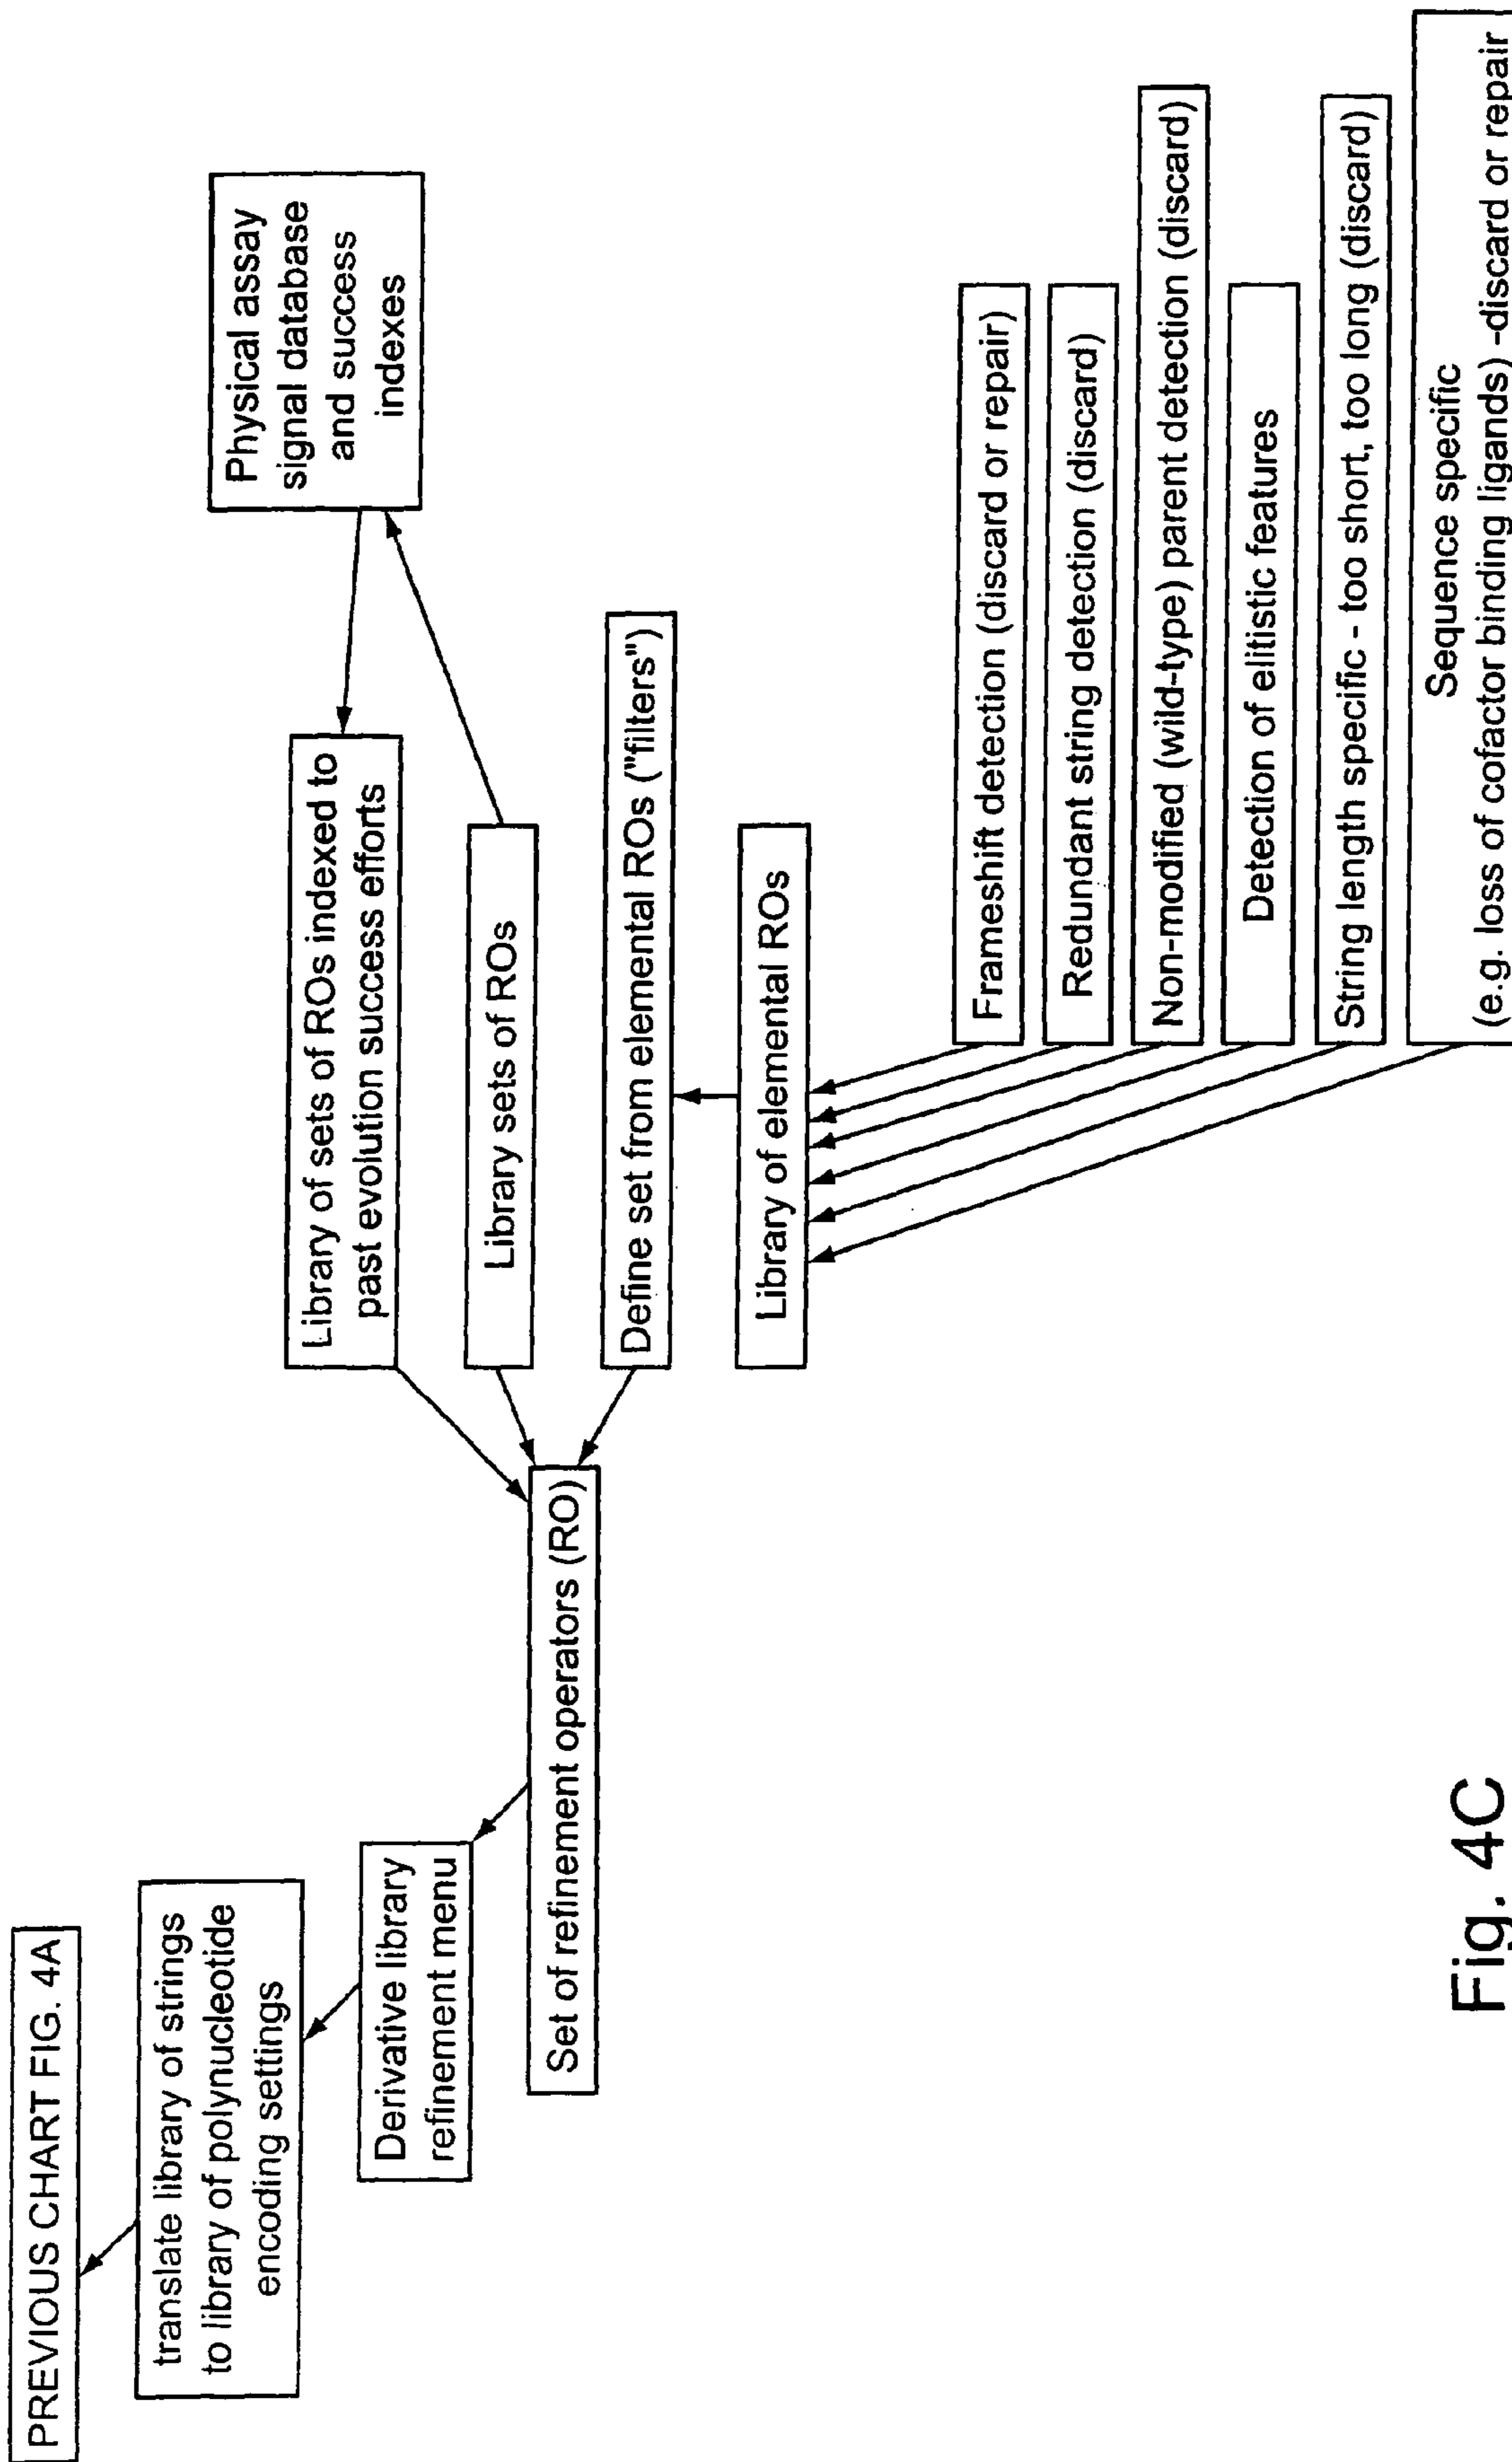 PREVIOUS CHART FIG. 4A
translate library of strings
to library of polynucleotide
encoding settings
Derivative library
refinement menu
Set of refinement operators (RO)
Physical assay
signal database
and success
indexes
Library of sets of ROs indexed to
past evolution success efforts
Library sets of ROs
Define set from elemental ROs ("filters")
Library of elemental ROs
Frameshift detection (discard or repair)
Redundant string detection (discard)
Non-modified (wild-type) parent detection (discard)
Detection of elitistic features
String length specific - too short, too long (discard)
Sequence specific
(e.g. loss of cofactor binding ligands) -discard or repair
Fig. 4C